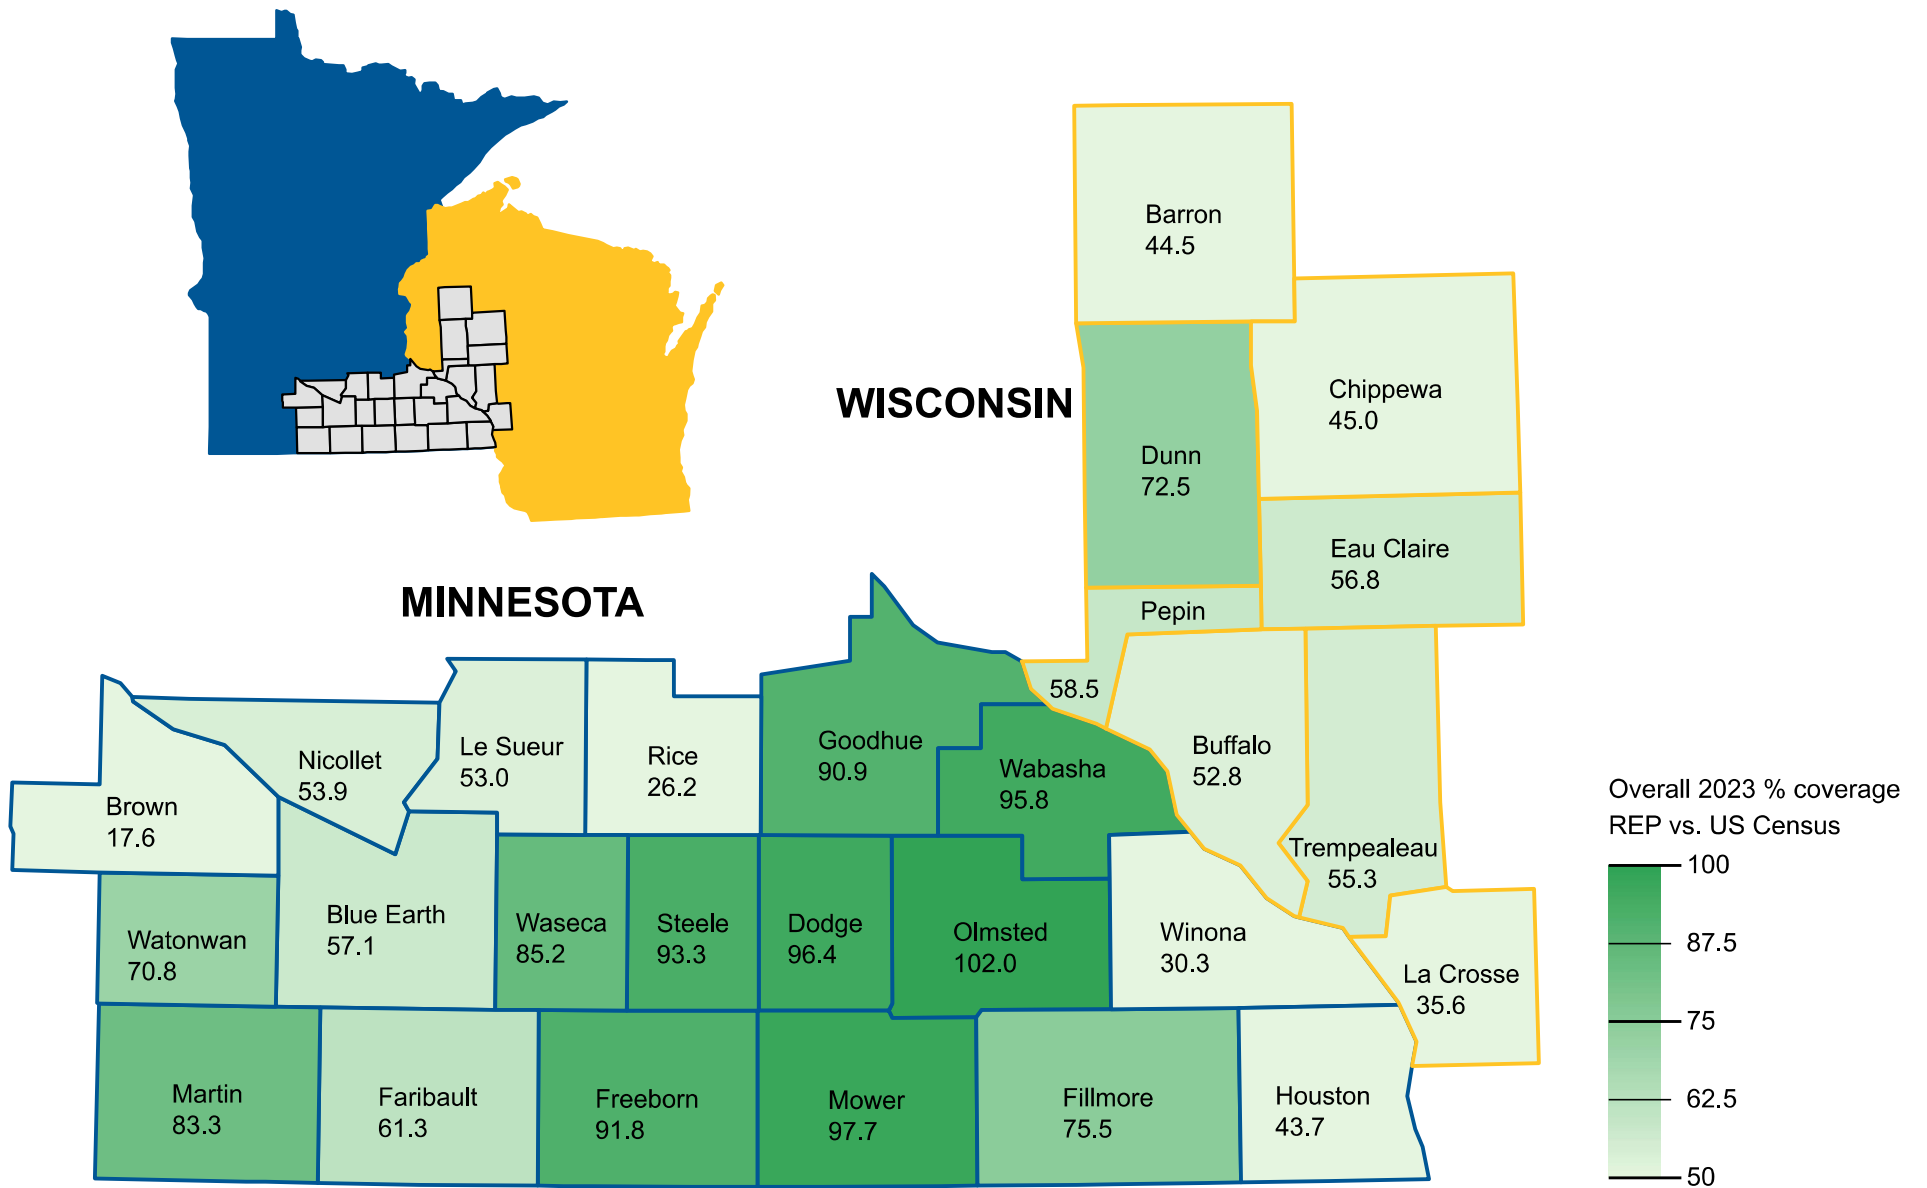 WISCONSIN
Barron
44.5
Chippewa
45.0
Dunn
72.5
Eau Claire
56.8
Pepin
58.5
Buffalo
52.8
Trempealeau
55.3
La Crosse
35.6
MINNESOTA
Brown
17.6
Nicollet
53.9
Le Sueur
53.0
Rice
26.2
Goodhue
90.9
Wabasha
95.8
Watonwan
70.8
Blue Earth
57.1
Waseca
85.2
Steele
93.3
Dodge
96.4
Olmsted
102.0
Winona
30.3
Martin
83.3
Faribault
61.3
Freeborn
91.8
Mower
97.7
Fillmore
75.5
Houston
43.7
Overall 2023 % coverage
REP vs. US Census
100
87.5
75
62.5
50